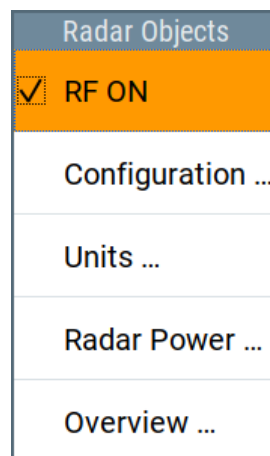 Radar Objects
RF ON
Configuration ...
Units ...
Radar Power ...
Overview ...